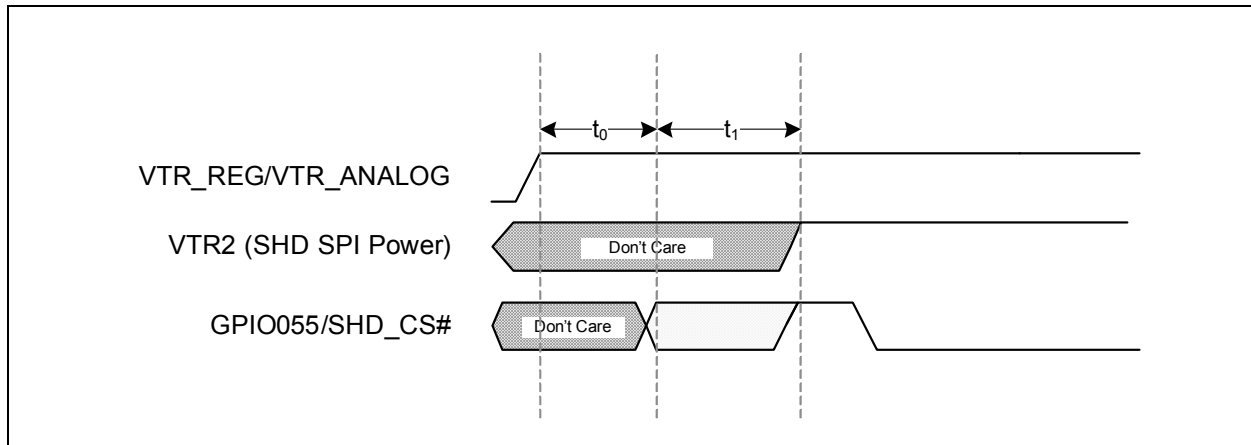 t₀ t₁
VTR_REG/VTR_ANALOG
VTR2 (SHD SPI Power) Don't Care
GPIO055/SHD_CS# Don't Care